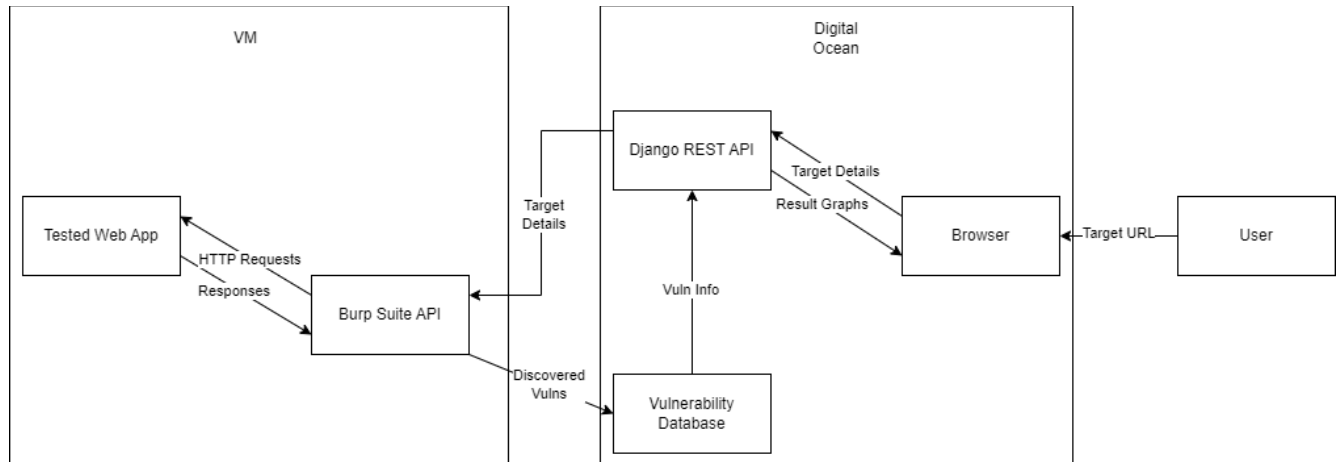 VM
Digital
Ocean
Django REST API
Target Details
Result Graphs
Target
Details
Tested Web App
HTTP Requests
Responses
Burp Suite API
Browser
Target URL
User
Vuln Info
Discovered
Vulns
Vulnerability
Database